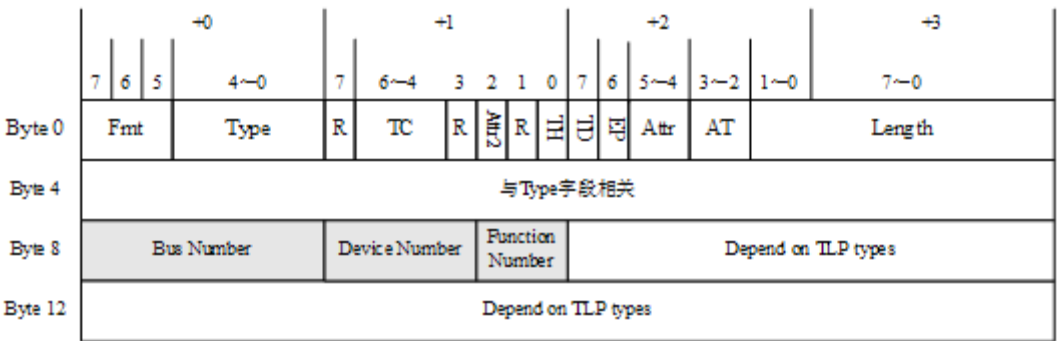 +0 +1 +2 +3
7 6 5 4~0 7 6~4 3 2 1 0 7 6 5~4 3~2 1~0 7~0
Byte 0 Fmt Type R TC R Attr2 R TH TD EP Attr AT Length
Byte 4 与Type字段相关
Byte 8 Bus Number Device Number Function Number Depend on TLP types
Byte 12 Depend on TLP types